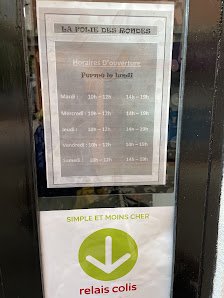 LA FOLIE DES RONDES
Horaires D'ouverture
Fermé le lundi
Mardi : 10h – 12h 14h – 19h
Mercredi : 10h – 12h 14h – 19h
Jeudi : 10h – 12h 14h – 19h
Vendredi : 10h – 12h 14h – 19h
Samedi : 10h – 12h 14h – 19h
SIMPLE ET MOINS CHER
relais colis